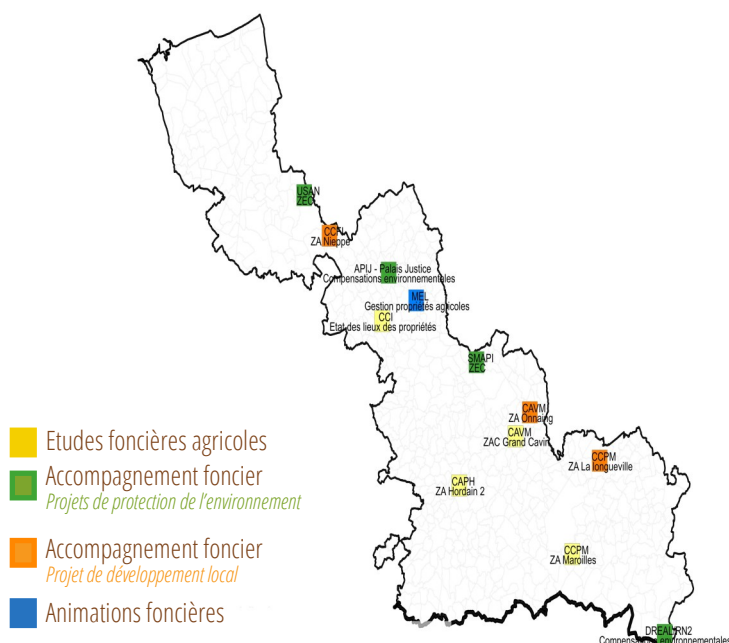 USAN
ZEC
CCFL
ZA Nieppe
APIJ - Palais Justice
Compensations environnementales
MEL
Gestion propriétés agricoles
CCI
Etat des lieux des propriétés
SMAPI
ZEC
CAVM
ZA Onnaing
CAVM
ZAC Grand Cavin
CCPM
ZA La longueville
CAPH
ZA Hordain 2
CCPM
ZA Maroilles
DREAL RN2
Compensations environnementales
Etudes foncières agricoles
Accompagnement foncier
Projets de protection de l'environnement
Accompagnement foncier
Projet de développement local
Animations foncières